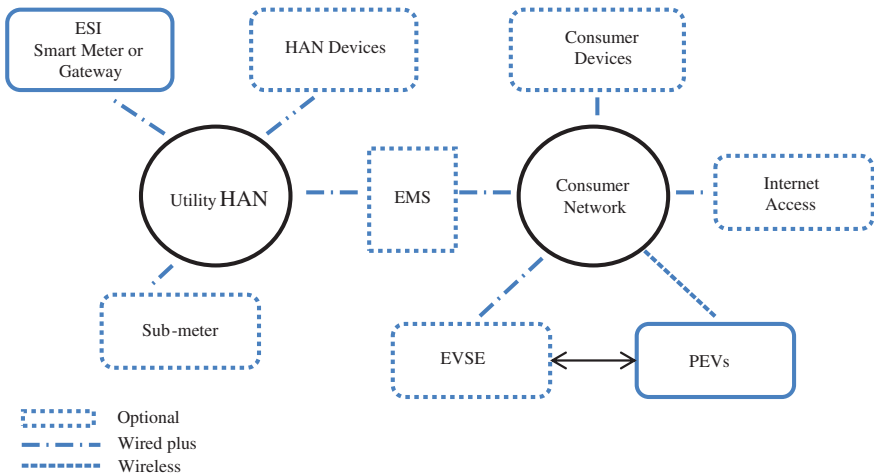 ESI
Smart Meter or
Gateway
HAN Devices
Consumer
Devices
Utility HAN
EMS
Consumer
Network
Internet
Access
Sub-meter
EVSE
PEVs
Optional
Wired plus
Wireless